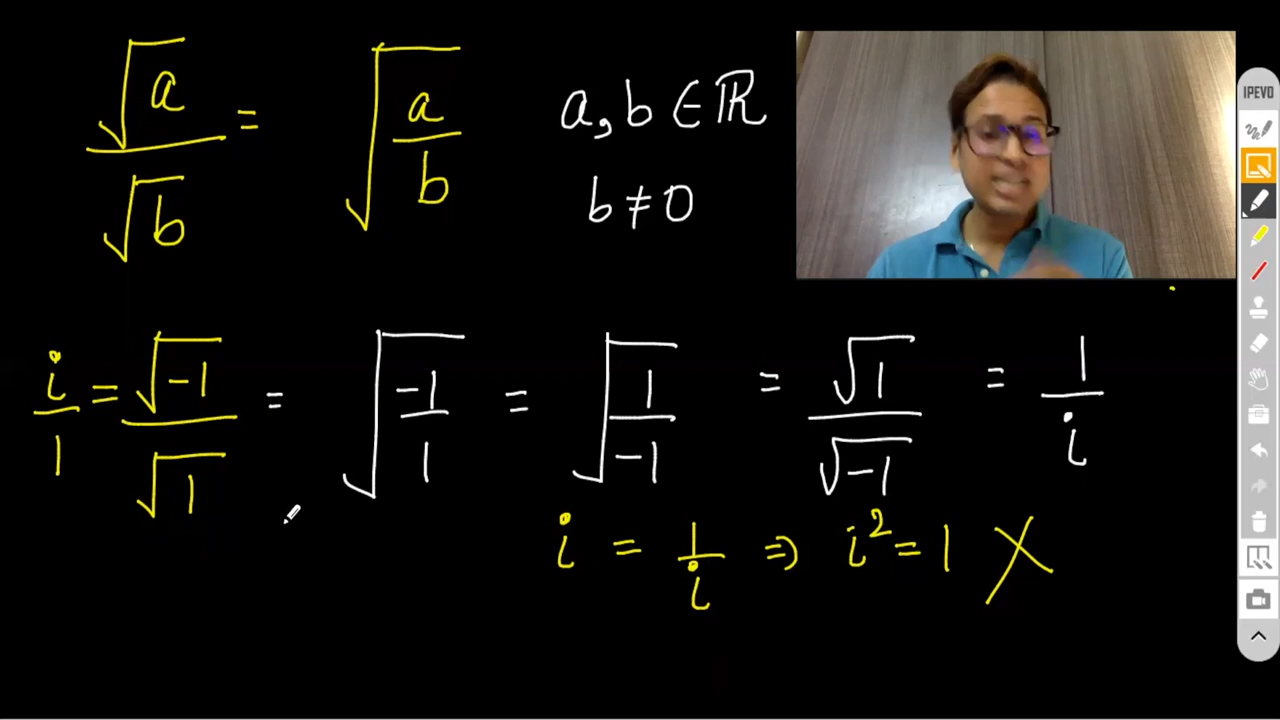 √a/√b = √(a/b) a, b ∈ ℝ
b ≠ 0
IPEVO
i/1 = √-1/√1 = √(-1/1) = √(1/-1) = √1/√-1 = 1/i
i = 1/i ⇒ i² = 1 X